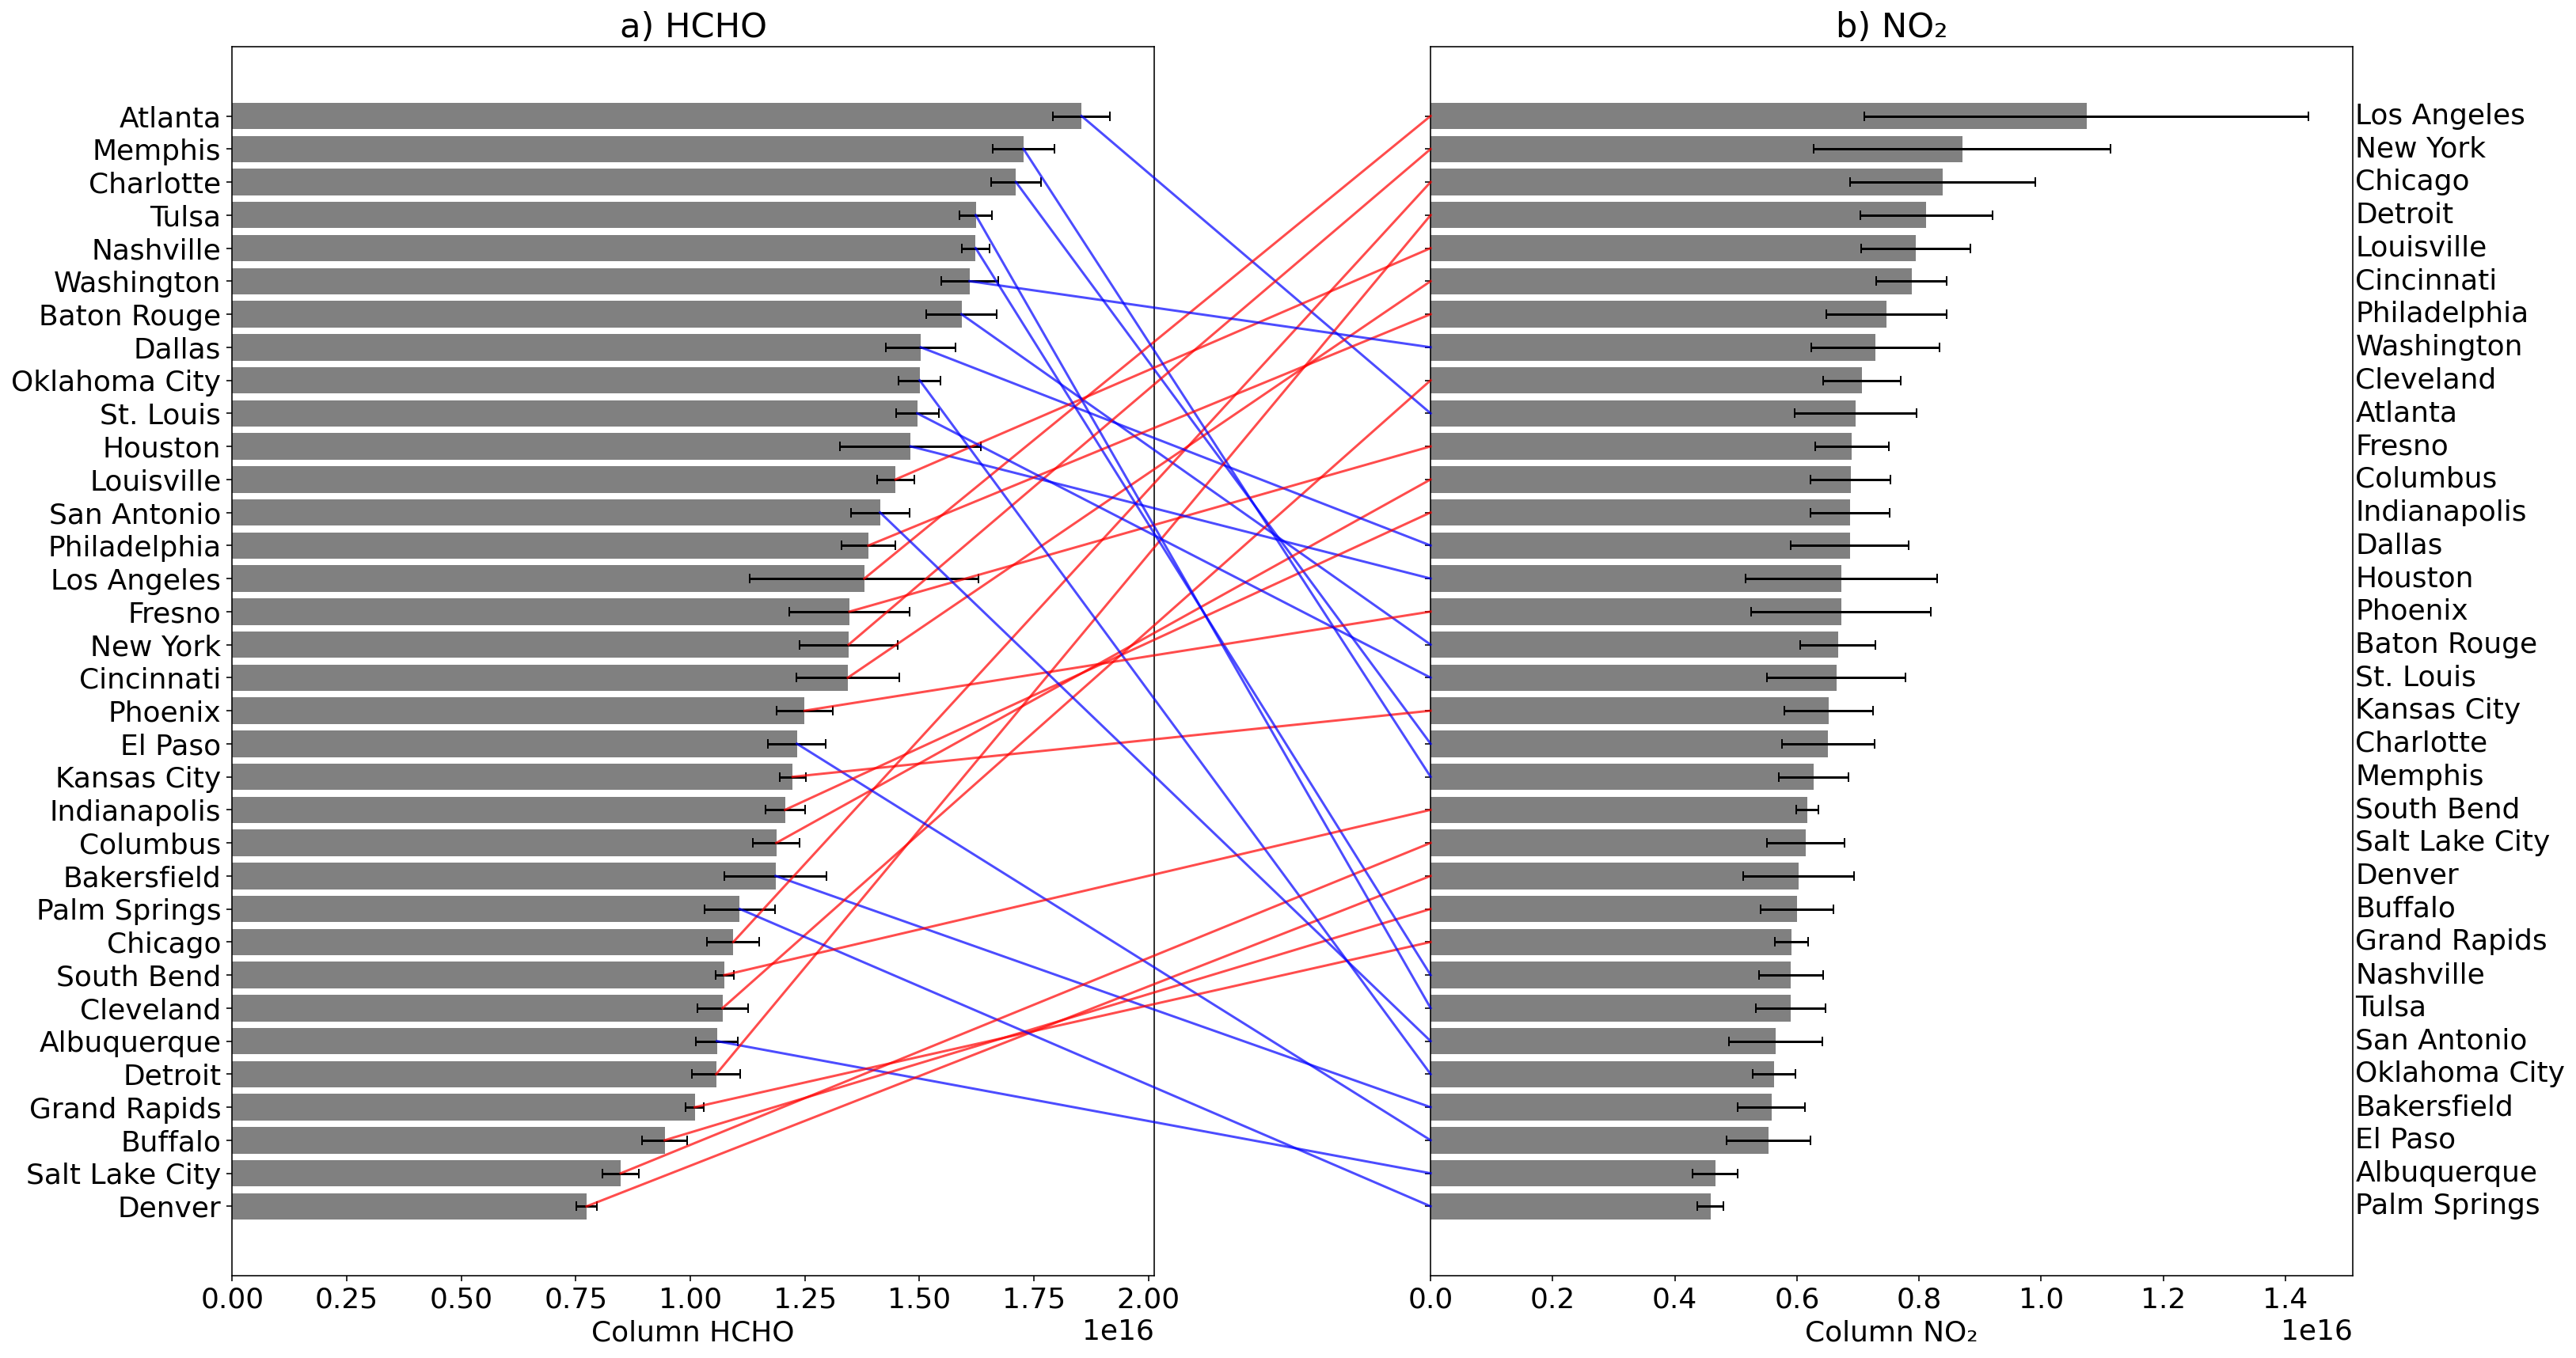 a) HCHO
Atlanta
Memphis
Charlotte
Tulsa
Nashville
Washington
Baton Rouge
Dallas
Oklahoma City
St. Louis
Houston
Louisville
San Antonio
Philadelphia
Los Angeles
Fresno
New York
Cincinnati
Phoenix
El Paso
Kansas City
Indianapolis
Columbus
Bakersfield
Palm Springs
Chicago
South Bend
Cleveland
Albuquerque
Detroit
Grand Rapids
Buffalo
Salt Lake City
Denver
0.00 0.25 0.50 0.75 1.00 1.25 1.50 1.75 2.00
Column HCHO
1e16
b) NO₂
Los Angeles
New York
Chicago
Detroit
Louisville
Cincinnati
Philadelphia
Washington
Cleveland
Atlanta
Fresno
Columbus
Indianapolis
Dallas
Houston
Phoenix
Baton Rouge
St. Louis
Kansas City
Charlotte
Memphis
South Bend
Salt Lake City
Denver
Buffalo
Grand Rapids
Nashville
Tulsa
San Antonio
Oklahoma City
Bakersfield
El Paso
Albuquerque
Palm Springs
0.0 0.2 0.4 0.6 0.8 1.0 1.2 1.4
Column NO₂
1e16